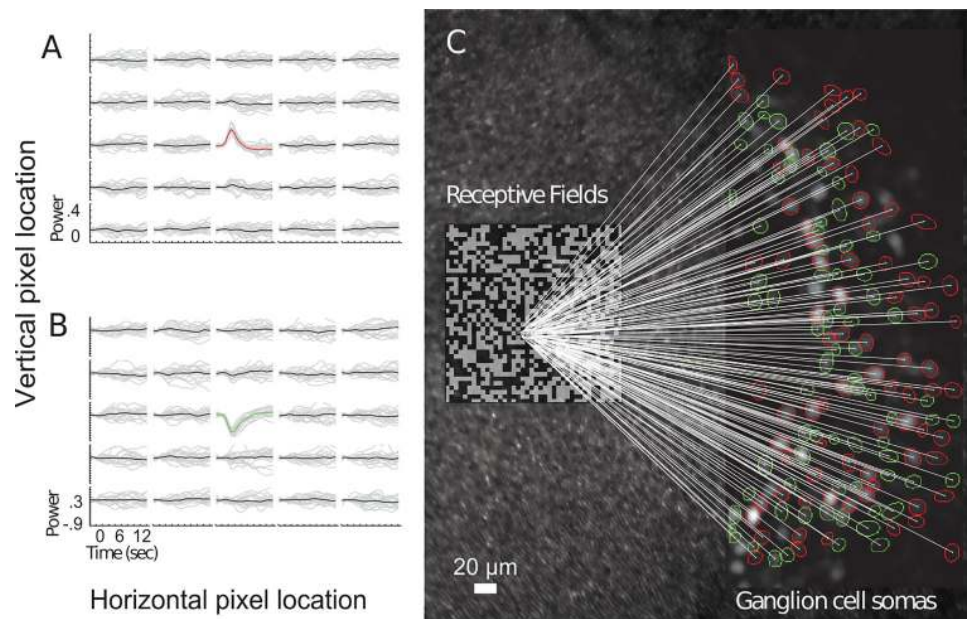 A
Vertical pixel location
Power
.4
0
B
Power
.3
-.9
0 6 12
Time (sec)
Horizontal pixel location
C
Receptive Fields
20 µm
Ganglion cell somas